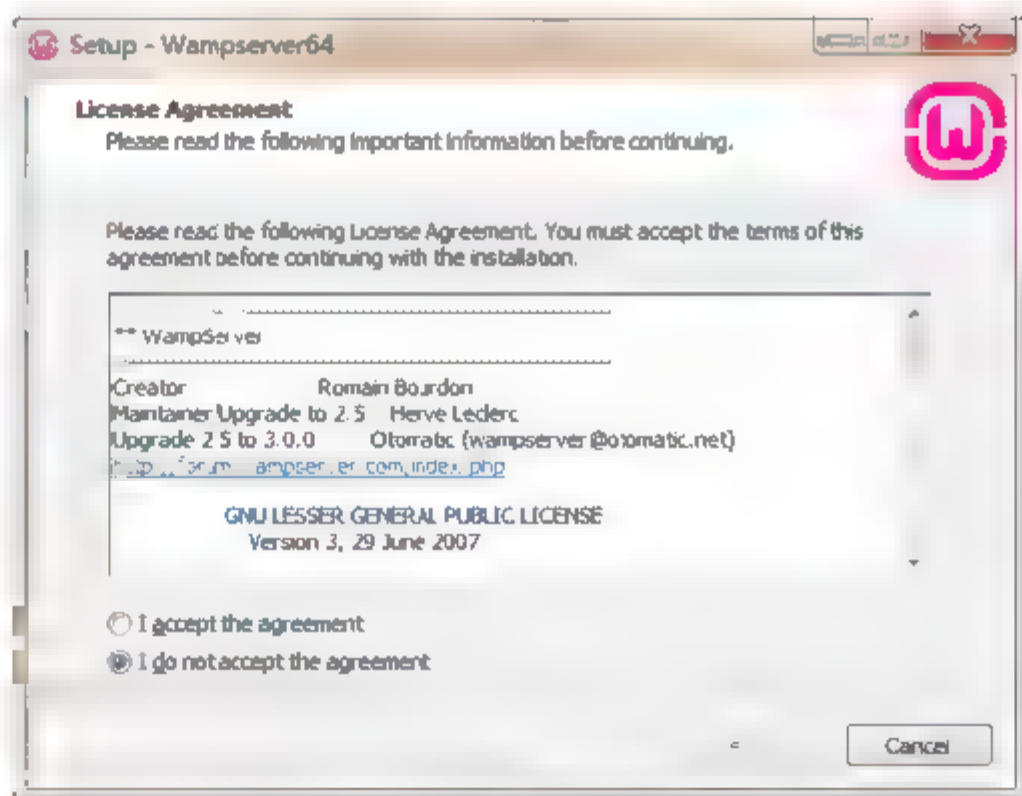 Setup - Wampserver64
License Agreement
Please read the following important information before continuing.
Please read the following License Agreement. You must accept the terms of this
agreement before continuing with the installation.
** WampServer
Creator Romain Bourdon
Maintainer Upgrade to 2.5 Herve Leclerc
Upgrade 2.5 to 3.0.0 Otomatic (wampserver@otomatic.net)
GNU LESSER GENERAL PUBLIC LICENSE
Version 3, 29 June 2007
I accept the agreement
I do not accept the agreement
Cancel